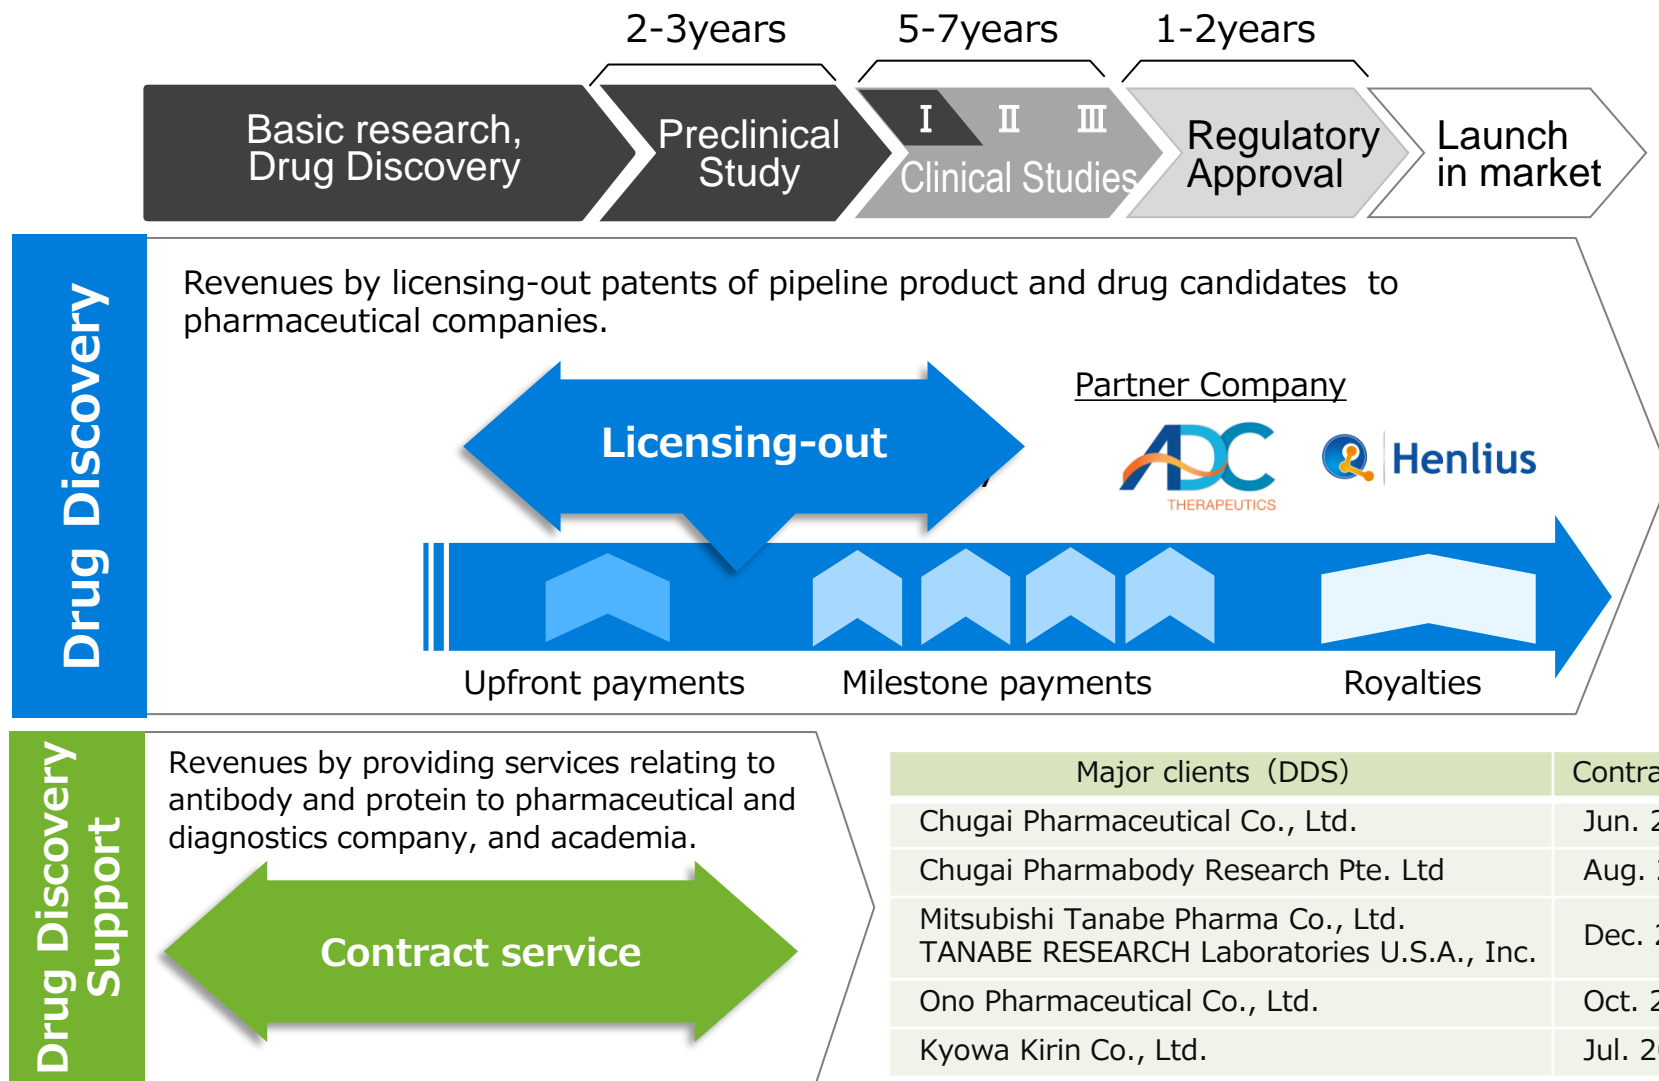 2-3years
5-7years
1-2years
Basic research,
Drug Discovery
Preclinical
Study
Ⅰ Ⅱ Ⅲ
Clinical Studies
Regulatory
Approval
Launch
in market
Drug Discovery
Revenues by licensing-out patents of pipeline product and drug candidates to
pharmaceutical companies.
Licensing-out
Partner Company
ADC
THERAPEUTICS
Henlius
Upfront payments
Milestone payments
Royalties
Drug Discovery
Support
Revenues by providing services relating to
antibody and protein to pharmaceutical and
diagnostics company, and academia.
Contract service
Major clients（DDS）
Chugai Pharmaceutical Co., Ltd.
Jun.
Chugai Pharmabody Research Pte. Ltd
Aug.
Mitsubishi Tanabe Pharma Co., Ltd.
TANABE RESEARCH Laboratories U.S.A., Inc.
Dec.
Ono Pharmaceutical Co., Ltd.
Oct.
Kyowa Kirin Co., Ltd.
Jul.